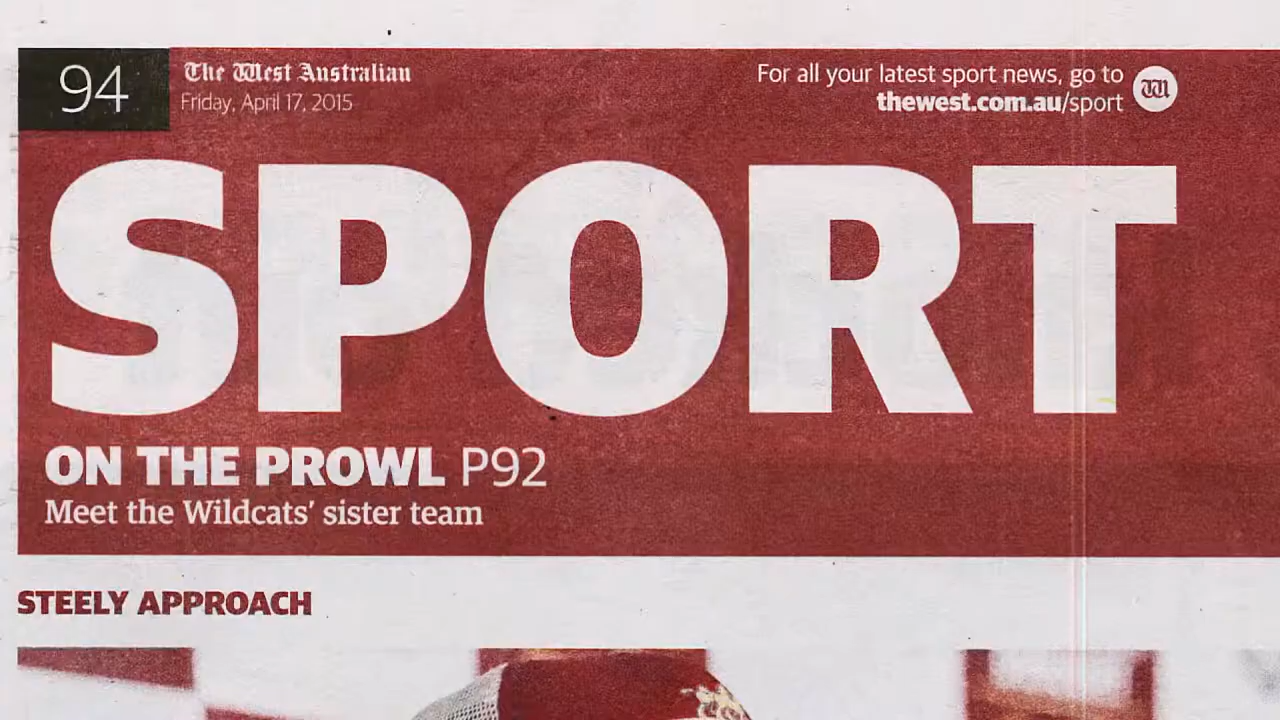 94
The West Australian
Friday, April 17, 2015
For all your latest sport news, go to
thewest.com.au/sport
W
SPORT
ON THE PROWL P92
Meet the Wildcats’ sister team
STEELY APPROACH